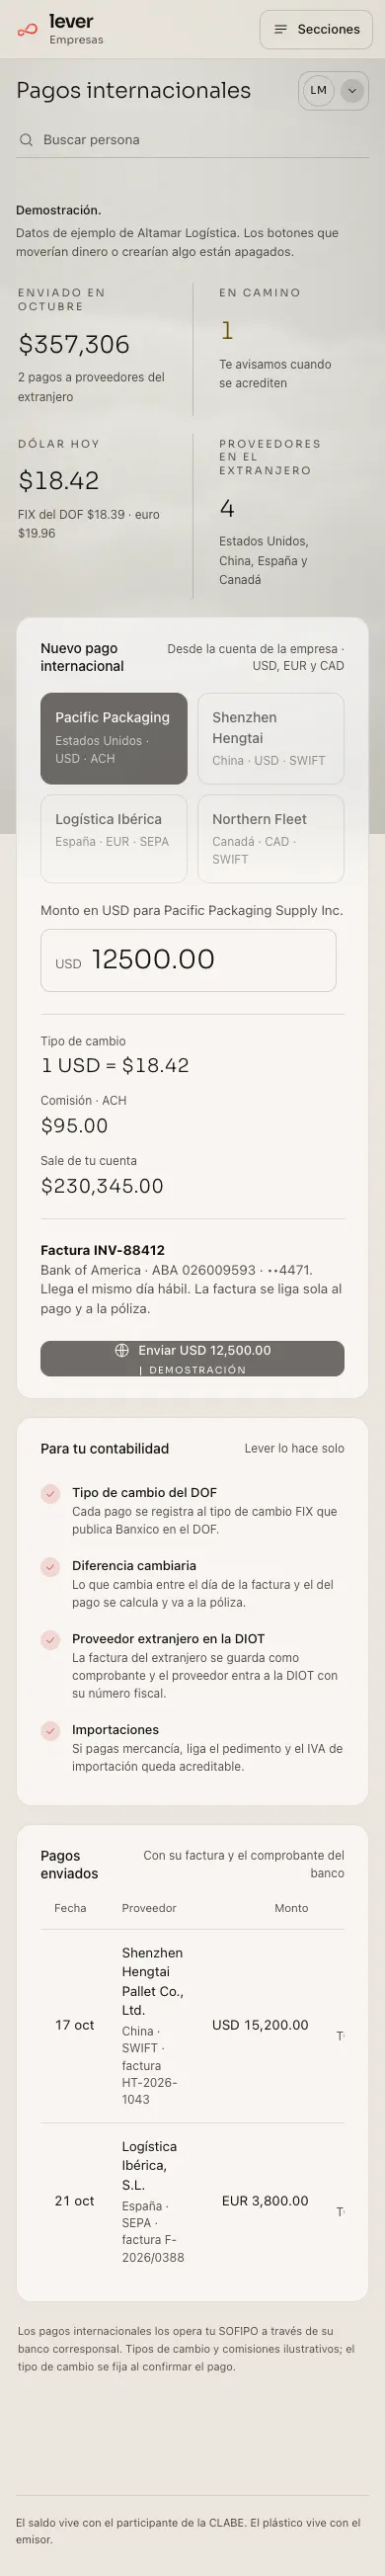 lever
Empresas
Secciones
Pagos internacionales
LM
Buscar persona
Demostración.
Datos de ejemplo de Altamar Logística. Los botones que
moverían dinero o crearían algo están apagados.
ENVIADO EN
OCTUBRE
$357,306
2 pagos a proveedores del
extranjero
EN CAMINO
1
Te avisamos cuando
se acrediten
DÓLAR HOY
$18.42
FIX del DOF $18.39 · euro
$19.96
PROVEEDORES
EN EL
EXTRANJERO
4
Estados Unidos,
China, España y
Canadá
Nuevo pago
internacional
Desde la cuenta de la empresa ·
USD, EUR y CAD
Pacific Packaging
Estados Unidos ·
USD · ACH
Shenzhen
Hengtai
China · USD · SWIFT
Logística Ibérica
España · EUR · SEPA
Northern Fleet
Canadá · CAD ·
SWIFT
Monto en USD para Pacific Packaging Supply Inc.
USD 12500.00
Tipo de cambio
1 USD = $18.42
Comisión · ACH
$95.00
Sale de tu cuenta
$230,345.00
Factura INV-88412
Bank of America · ABA 026009593 · ••4471.
Llega el mismo día hábil. La factura se liga sola al
pago y a la póliza.
Enviar USD 12,500.00
| DEMOSTRACIÓN
Para tu contabilidad
Lever lo hace solo
Tipo de cambio del DOF
Cada pago se registra al tipo de cambio FIX que
publica Banxico en el DOF.
Diferencia cambiaria
Lo que cambia entre el día de la factura y el del
pago se calcula y va a la póliza.
Proveedor extranjero en la DIOT
La factura del extranjero se guarda como
comprobante y el proveedor entra a la DIOT con
su número fiscal.
Importaciones
Si pagas mercancía, liga el pedimento y el IVA de
importación queda acreditable.
Pagos
enviados
Con su factura y el comprobante del
banco
Fecha Proveedor Monto
Shenzhen
Hengtai
Pallet Co.,
Ltd.
17 oct USD 15,200.00
China ·
SWIFT ·
factura
HT-2026-
1043
Logística
Ibérica,
S.L.
21 oct EUR 3,800.00
España ·
SEPA ·
factura F-
2026/0388
Los pagos internacionales los opera tu SOFIPO a través de su
banco corresponsal. Tipos de cambio y comisiones ilustrativos; el
tipo de cambio se fija al confirmar el pago.
El saldo vive con el participante de la CLABE. El plástico vive con el
emisor.